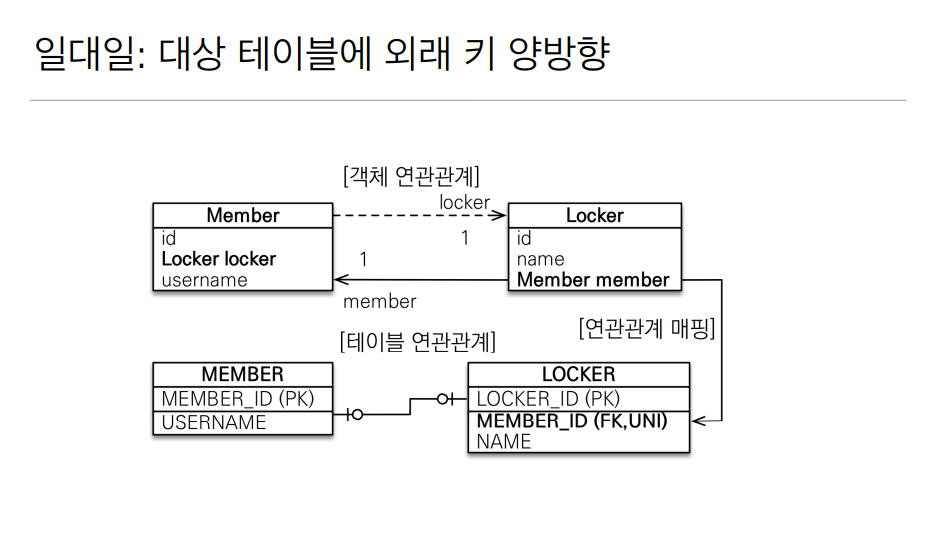 일대일: 대상 테이블에 외래 키 양방향
[객체 연관관계]
locker
Member
id
Locker locker
username
1
1
member
Locker
id
name
Member member
[연관관계 매핑]
[테이블 연관관계]
MEMBER
MEMBER_ID (PK)
USERNAME
LOCKER
LOCKER_ID (PK)
MEMBER_ID (FK,UNI)
NAME